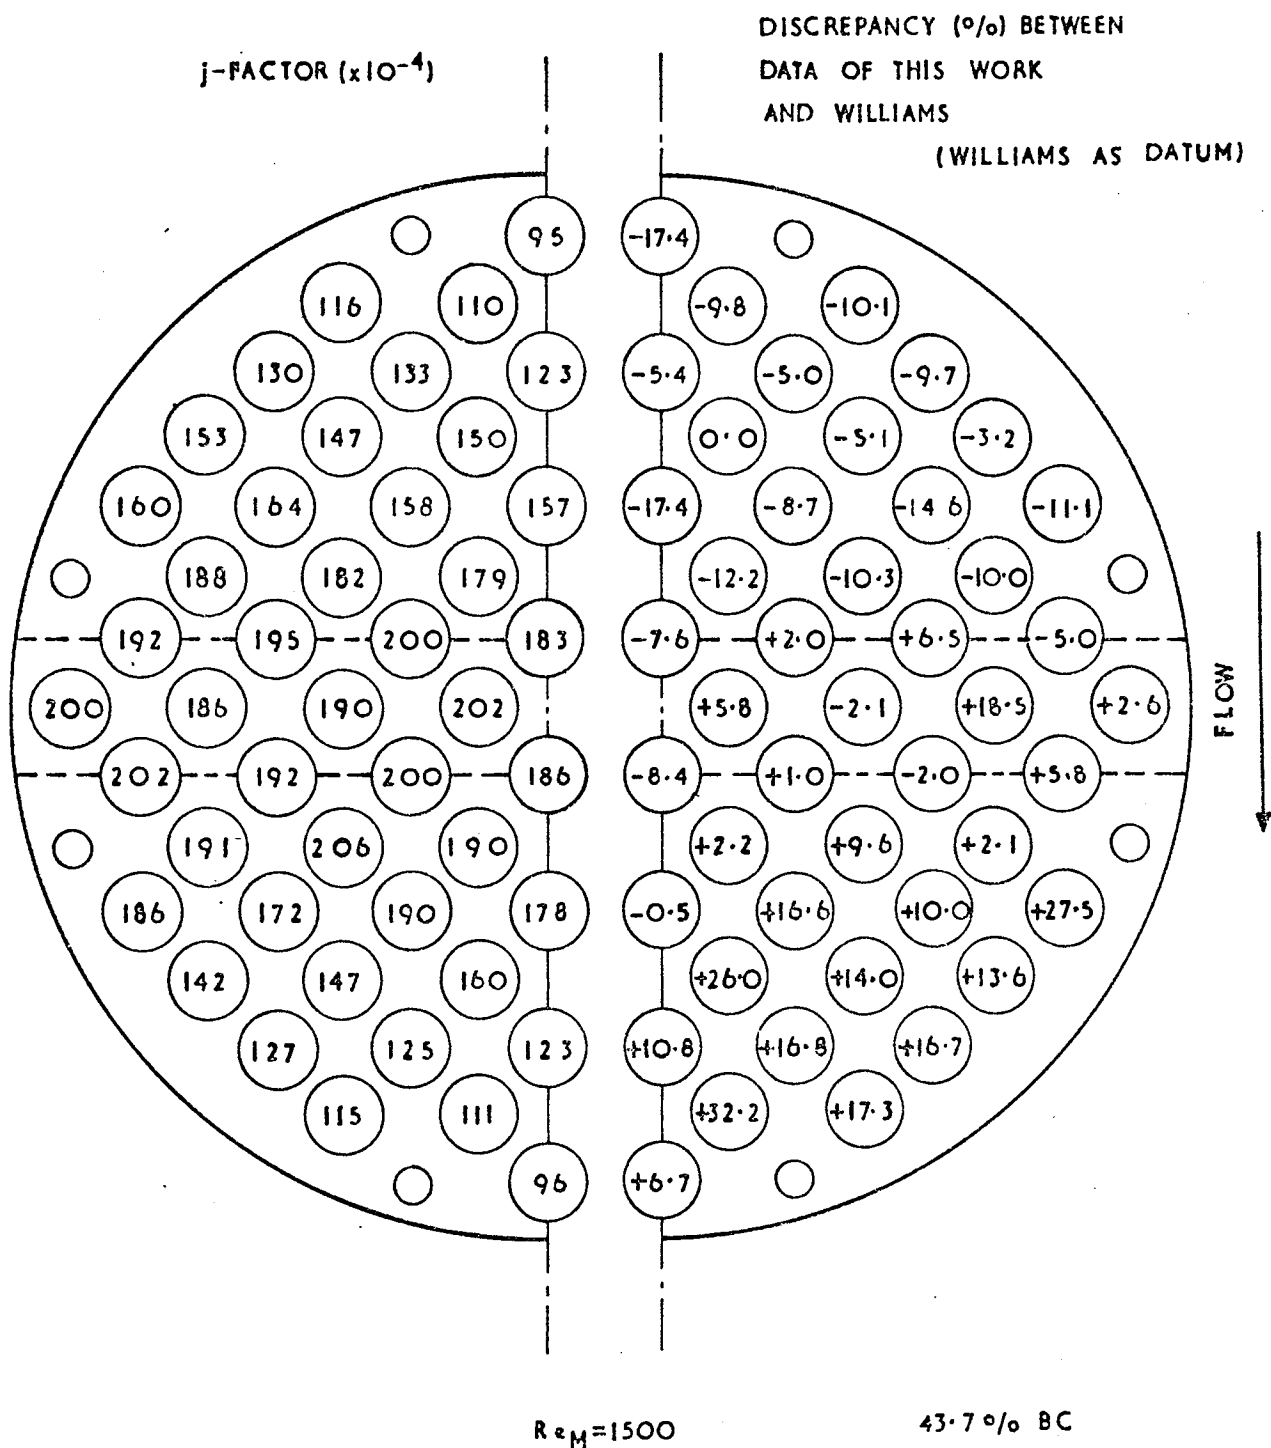 DISCREPANCY (%) BETWEEN
j-FACTOR (x10⁻⁴)
DATA OF THIS WORK
AND WILLIAMS
(WILLIAMS AS DATUM)
95 -17.4
116 110 -9.8 -10.1
130 133 123 -5.4 -5.0 -9.7
153 147 150 0.0 -5.1 -3.2
160 164 158 157 -17.4 -8.7 -14 6 -11.1
188 182 179 -12.2 -10.3 -10.0
192 195 200 183 -7.6 +2.0 +6.5 -5.0
200 186 190 202 +5.8 -2.1 +18.5 +2.6
FLOW
202 192 200 186 -8.4 +1.0 -2.0 +5.8
191 206 190 +2.2 +9.6 +2.1
186 172 190 178 -0.5 +16.6 +10.0 +27.5
142 147 160 +26.0 +14.0 +13.6
127 125 123 +10.8 +16.8 +16.7
115 111 +32.2 +17.3
96 +6.7
Re_M=1500 43.7% BC